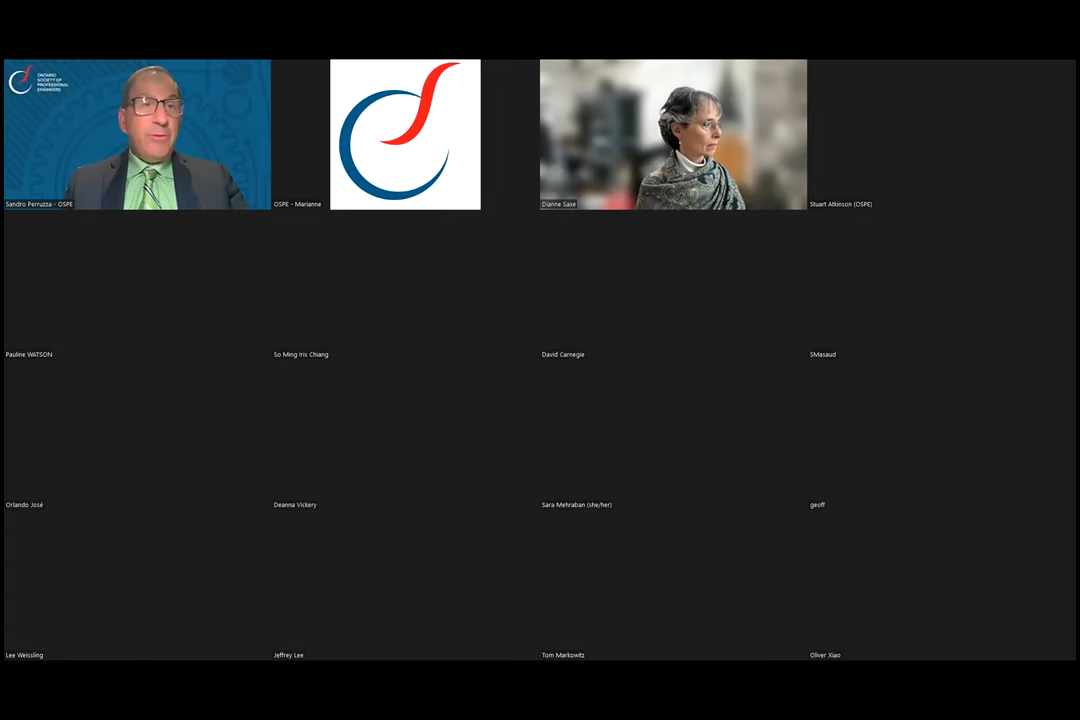 ONTARIO
SOCIETY OF
PROFESSIONAL
ENGINEERS
Sandro Perruzza - OSPE
OSPE - Marianne
Dianne Saxe
Stuart Atkinson (OSPE)
Pauline WATSON
So Ming Iris Chiang
David Carnegie
SMasaud
Orlando José
Deanna Vickery
Sara Mehraban (she/her)
geoff
Lee Weissling
Jeffrey Lee
Tom Markowitz
Oliver Xiao